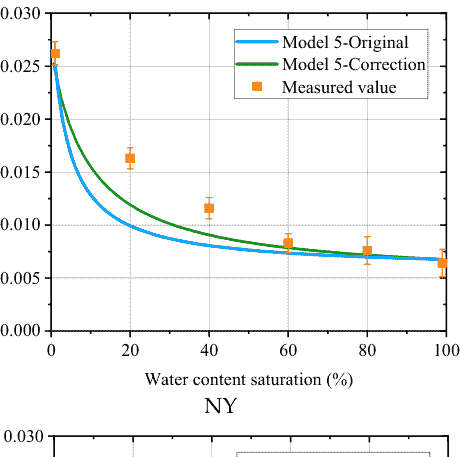 0.030
Model 5-Original
Model 5-Correction
Measured value
0.025
0.020
0.015
0.010
0.005
0.000
0 20 40 60 80 100
Water content saturation (%)
NY
0.030